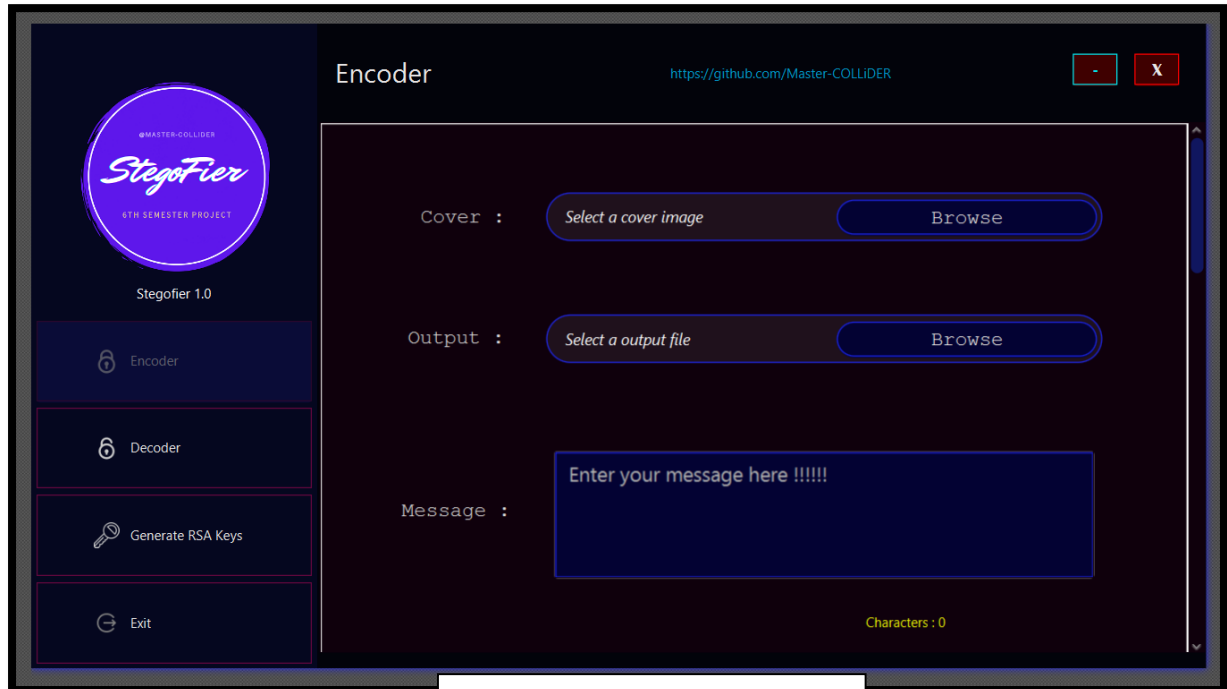 @MASTER-COLLIDER
StegoFier
6TH SEMESTER PROJECT
Stegofier 1.0
Encoder
Decoder
Generate RSA Keys
Exit
Encoder
https://github.com/Master-COLLiDER
-
X
Cover : Select a cover image Browse
Output : Select a output file Browse
Message : Enter your message here !!!!!!
Characters : 0